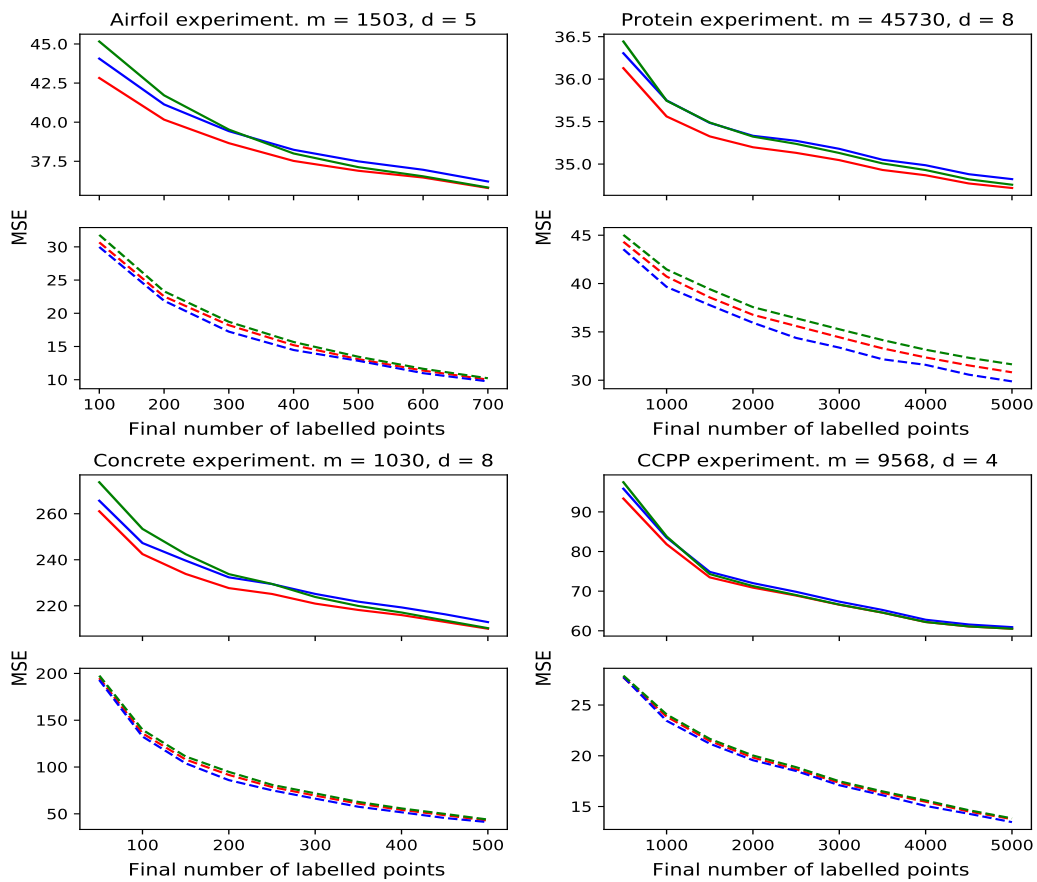 Airfoil experiment. m = 1503, d = 5
45.0
42.5
40.0
37.5
MSE
30
25
20
15
10
100 200 300 400 500 600 700
Final number of labelled points
Protein experiment. m = 45730, d = 8
36.5
36.0
35.5
35.0
MSE
45
40
35
30
1000 2000 3000 4000 5000
Final number of labelled points
Concrete experiment. m = 1030, d = 8
260
240
220
MSE
200
150
100
50
100 200 300 400 500
Final number of labelled points
CCPP experiment. m = 9568, d = 4
90
80
70
60
MSE
25
20
15
1000 2000 3000 4000 5000
Final number of labelled points